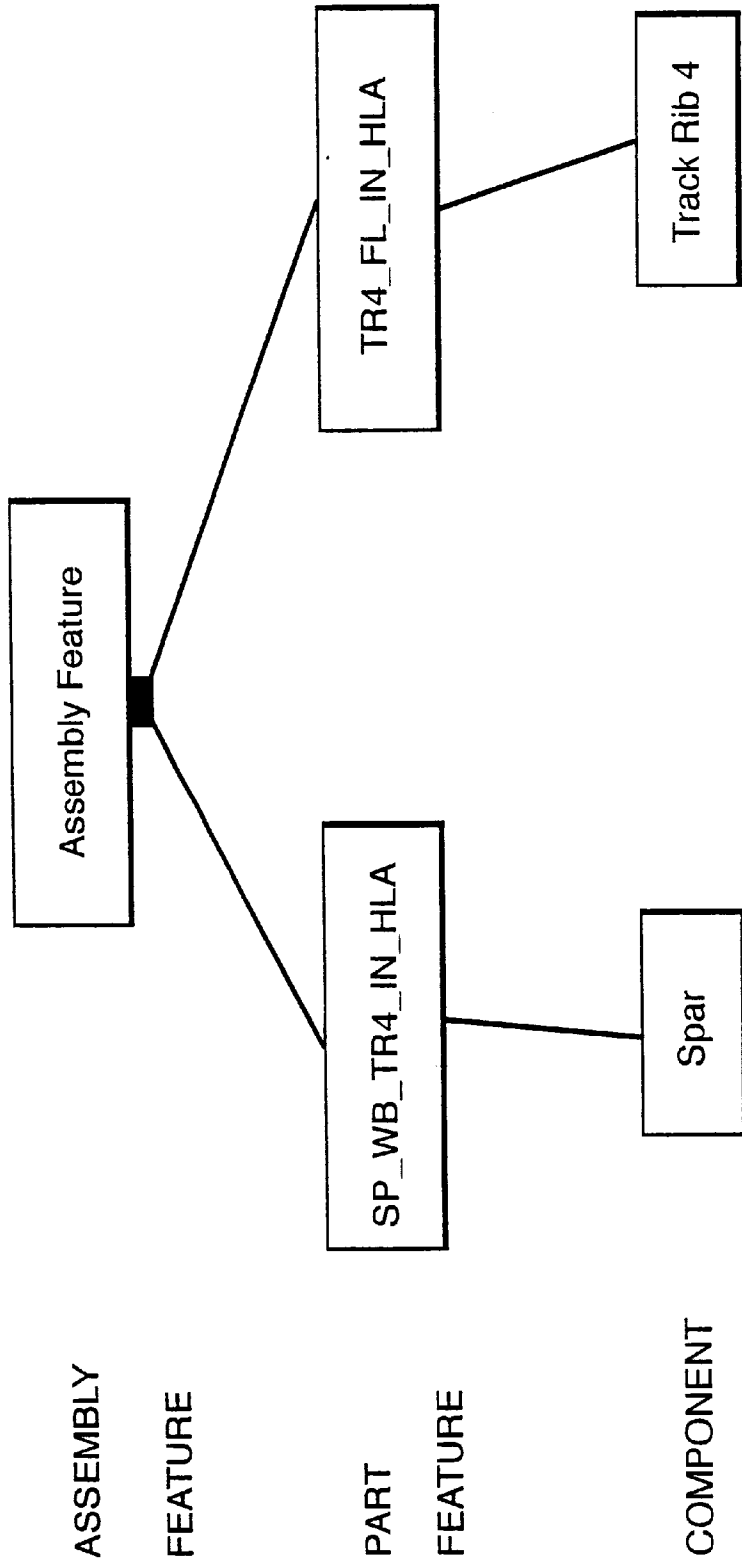 ASSEMBLY
FEATURE
Assembly Feature
PART
FEATURE
SP_WB_TR4_IN_HLA
TR4_FL_IN_HLA
COMPONENT
Spar
Track Rib 4